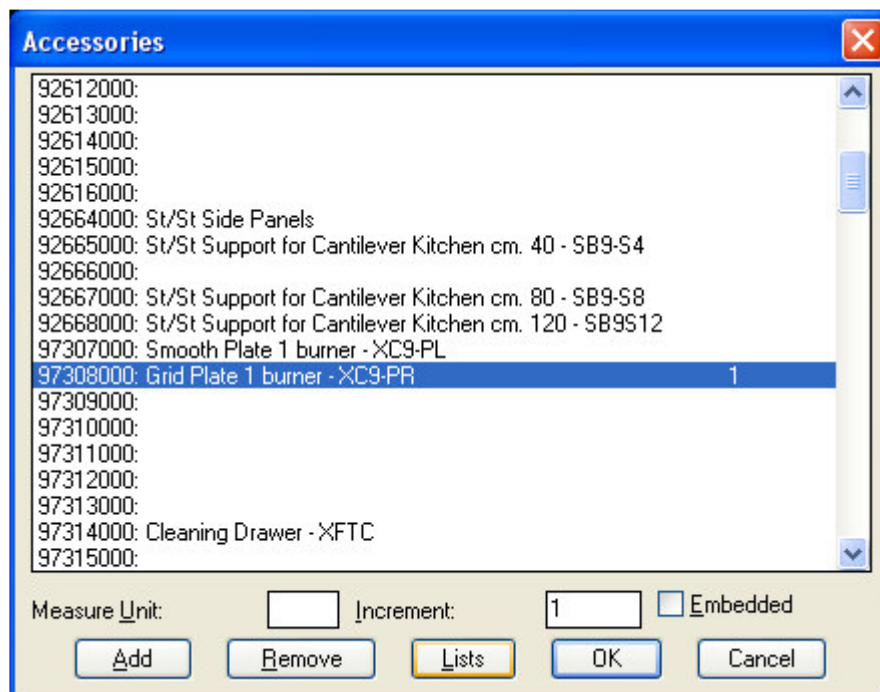 Accessories
92612000:
92613000:
92614000:
92615000:
92616000:
92664000: St/St Side Panels
92665000: St/St Support for Cantilever Kitchen cm. 40 - SB9-S4
92666000:
92667000: St/St Support for Cantilever Kitchen cm. 80 - SB9-S8
92668000: St/St Support for Cantilever Kitchen cm. 120 - SB9S12
97307000: Smooth Plate 1 burner - XC9-PL
97308000: Grid Plate 1 burner - XC9-PR 1
97309000:
97310000:
97311000:
97312000:
97313000:
97314000: Cleaning Drawer - XFTC
97315000:
Measure Unit: Increment: 1 Embedded
Add Remove Lists OK Cancel